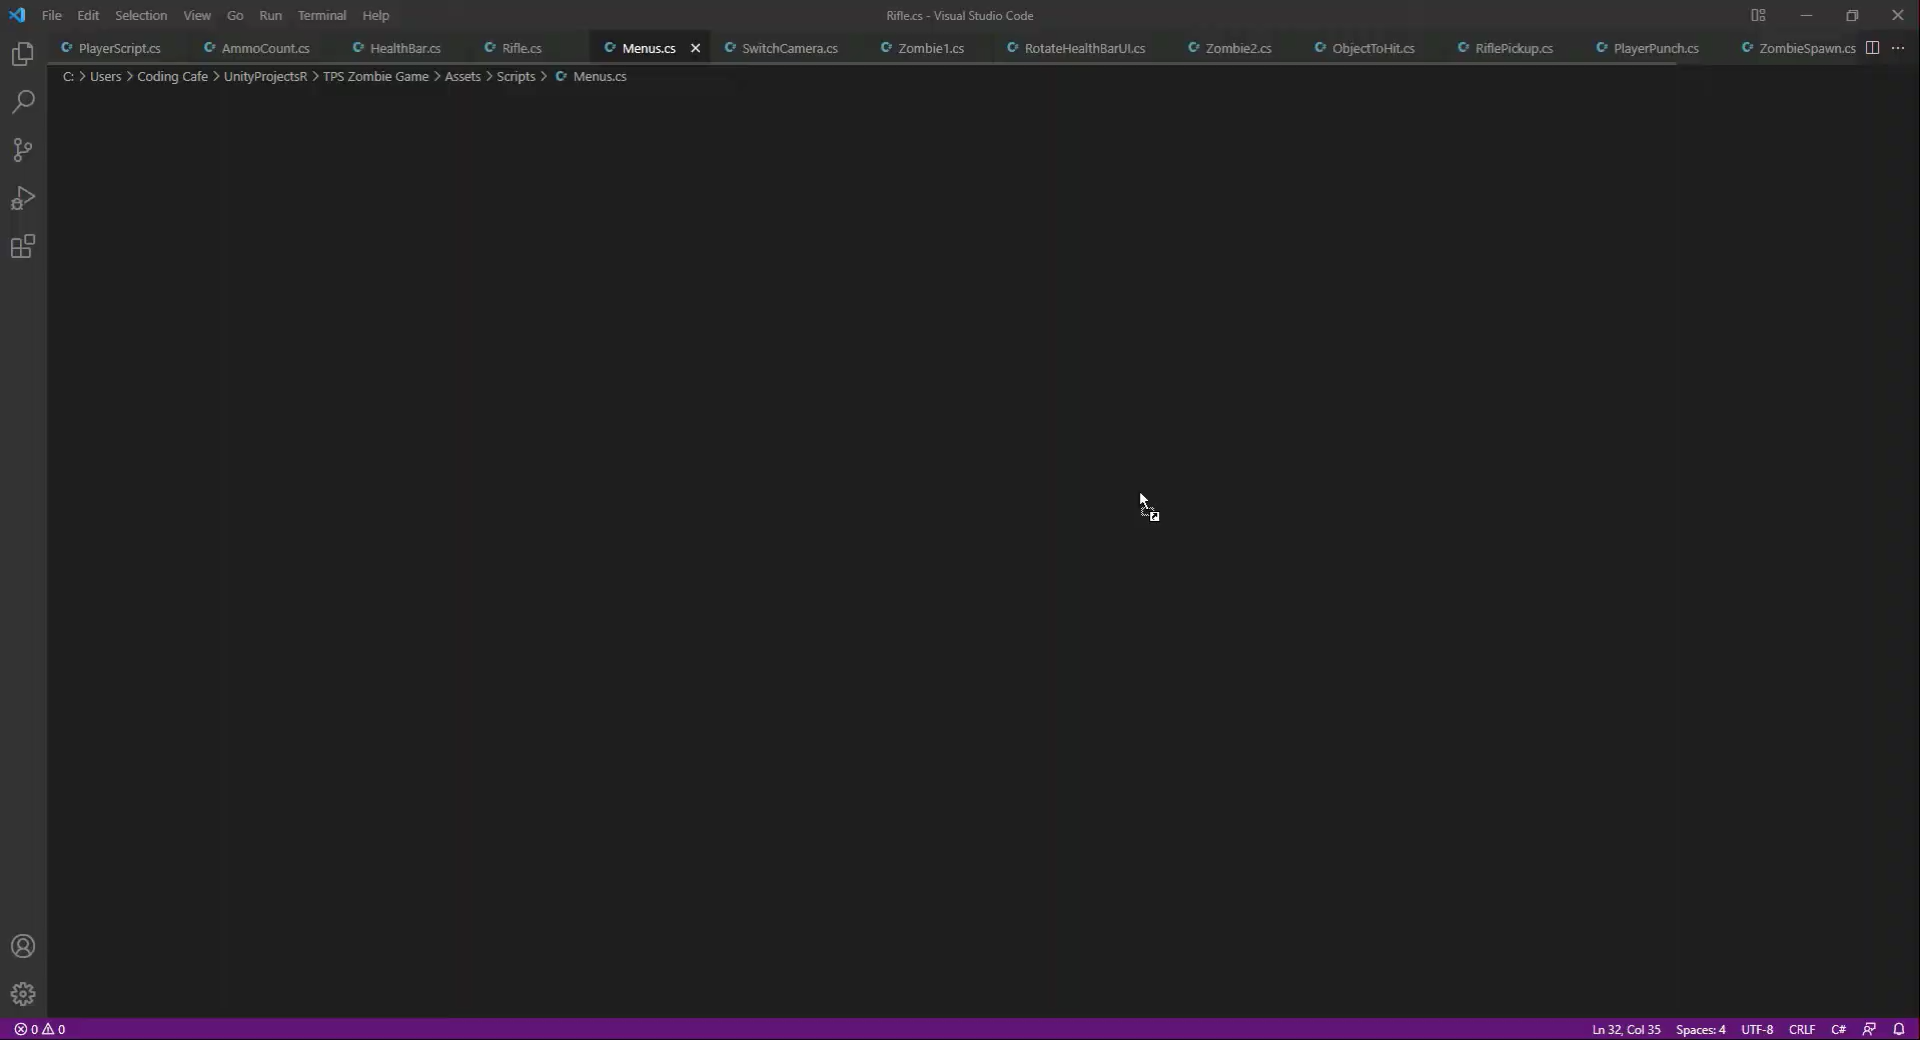 File Edit Selection View Go Run Terminal Help
Rifle.cs - Visual Studio Code
PlayerScript.cs AmmoCount.cs HealthBar.cs Rifle.cs Menus.cs SwitchCamera.cs Zombie1.cs RotateHealthBarUI.cs Zombie2.cs ObjectToHit.cs RiflePickup.cs PlayerPunch.cs ZombieSpawn.cs
C: > Users > Coding Cafe > UnityProjectsR > TPS Zombie Game > Assets > Scripts > Menus.cs
0 0
Ln 32, Col 35 Spaces: 4 UTF-8 CRLF C#